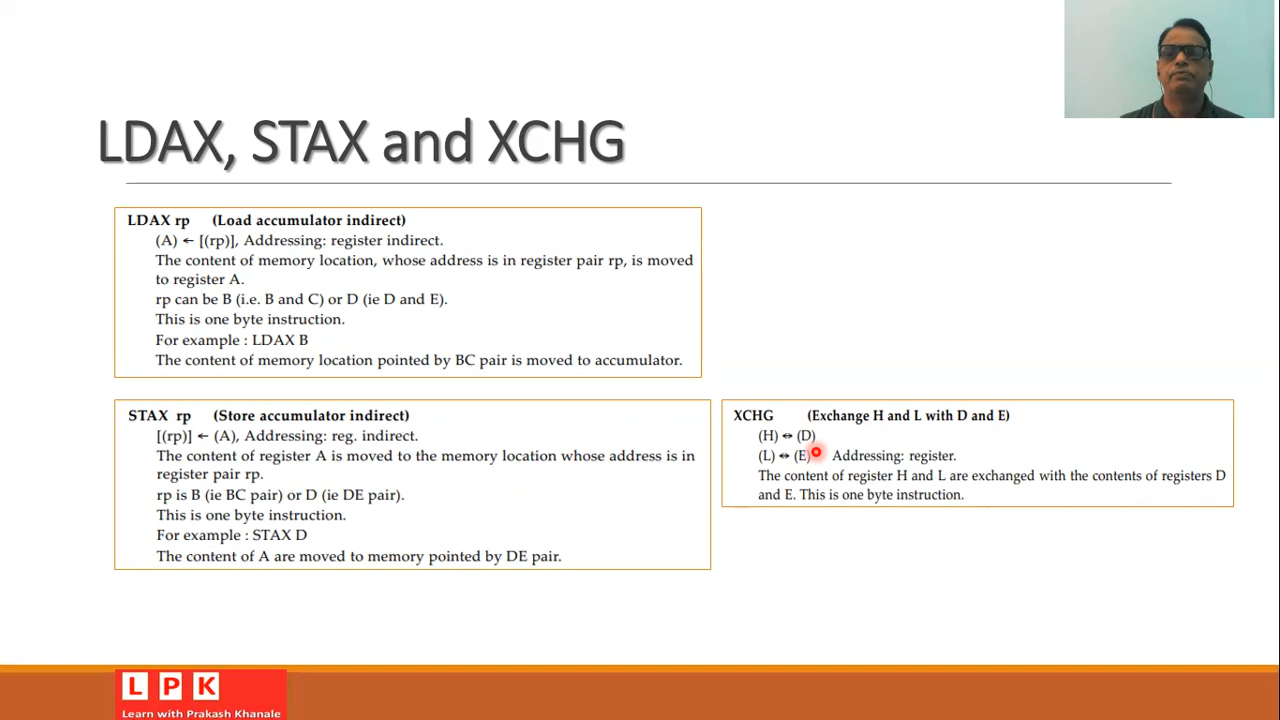 LDAX, STAX and XCHG
LDAX rp (Load accumulator indirect)
(A) ← [(rp)], Addressing: register indirect.
The content of memory location, whose address is in register pair rp, is moved
to register A.
rp can be B (i.e. B and C) or D (ie D and E).
This is one byte instruction.
For example : LDAX B
The content of memory location pointed by BC pair is moved to accumulator.
STAX rp (Store accumulator indirect)
[(rp)] ← (A), Addressing: reg. indirect.
The content of register A is moved to the memory location whose address is in
register pair rp.
rp is B (ie BC pair) or D (ie DE pair).
This is one byte instruction.
For example : STAX D
The content of A are moved to memory pointed by DE pair.
XCHG (Exchange H and L with D and E)
(H) ↔ (D)
(L) ↔ (E) Addressing: register.
The content of register H and L are exchanged with the contents of registers D
and E. This is one byte instruction.
L P K
Learn with Prakash Khanale